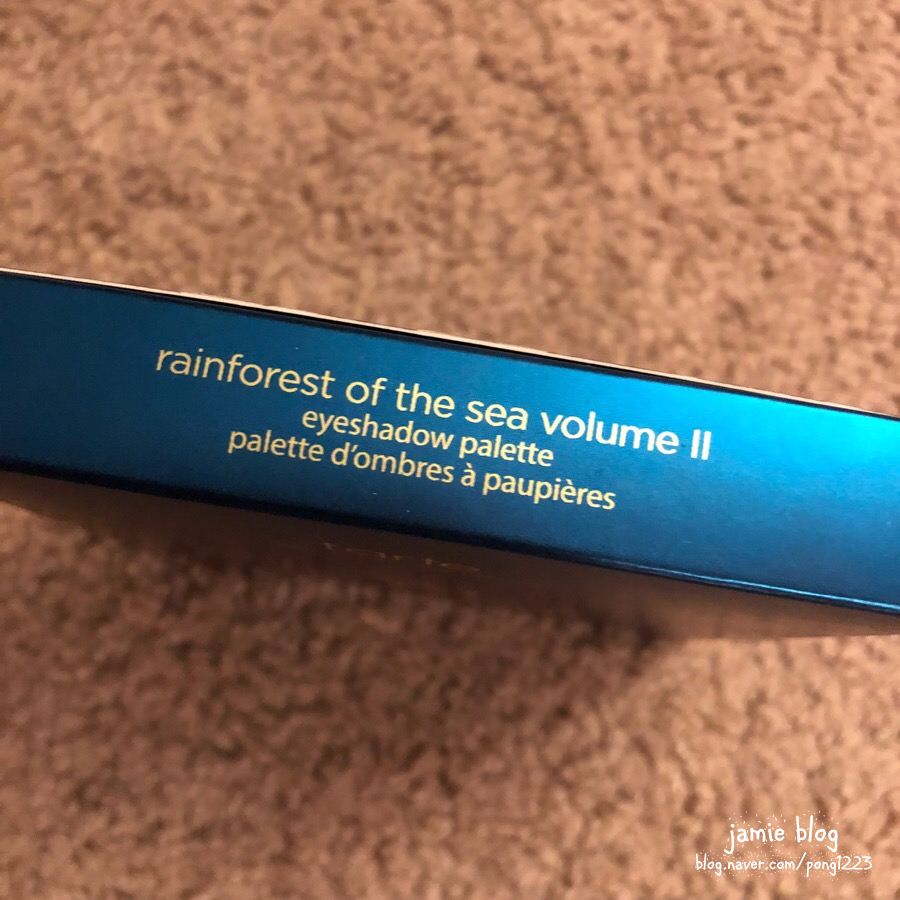 rainforest of the sea volume II
eyeshadow palette
palette d'ombres à paupières
jamie blog
blog.naver.com/pong1223